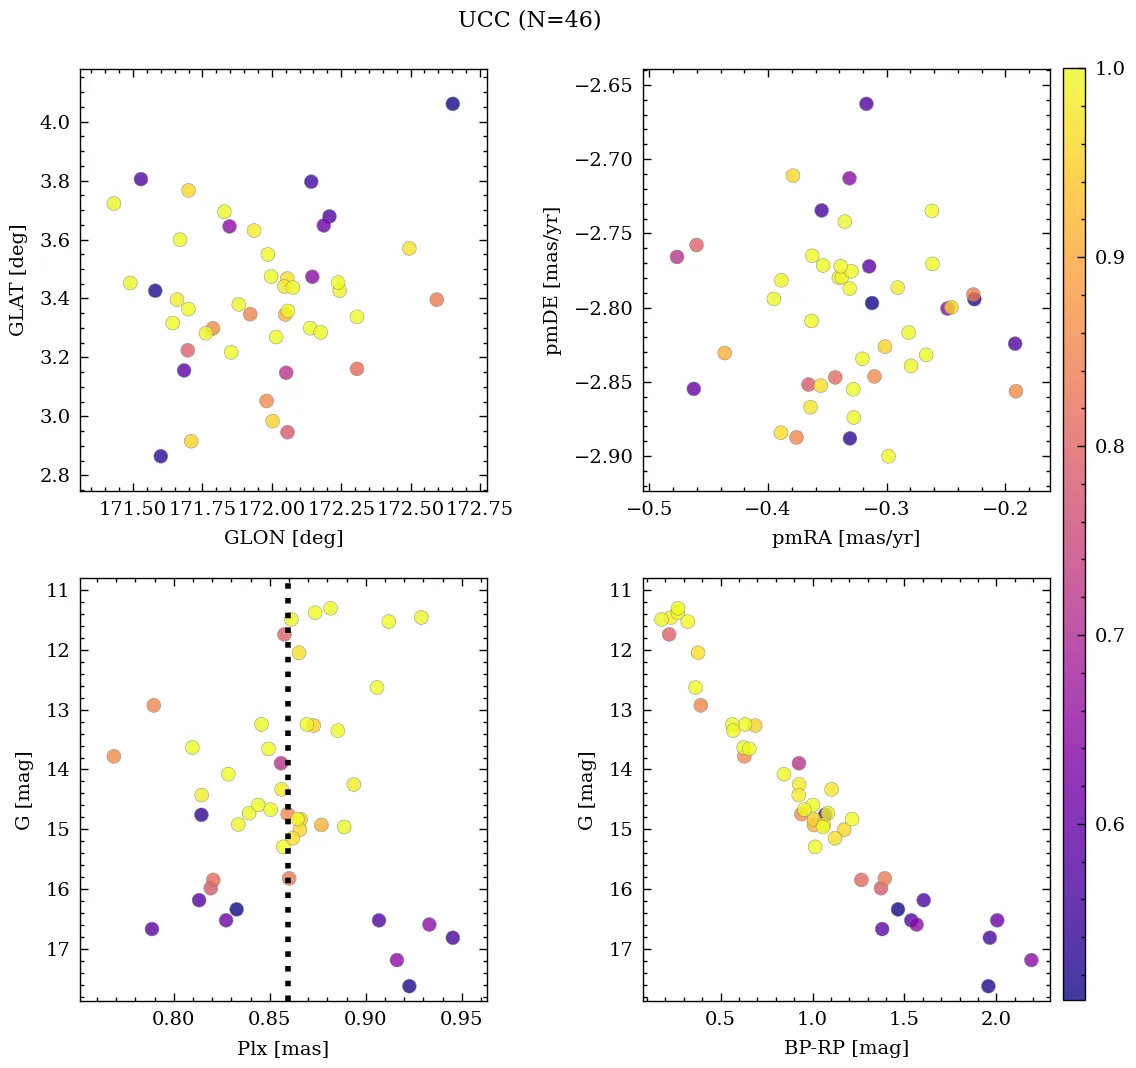 UCC (N=46)
4.0
3.8
3.6
3.4
3.2
3.0
2.8
GLAT [deg]
171.50 171.75 172.00 172.25 172.50 172.75
GLON [deg]
−2.65
−2.70
−2.75
−2.80
−2.85
−2.90
pmDE [mas/yr]
−0.5 −0.4 −0.3 −0.2
pmRA [mas/yr]
1.0
0.9
0.8
0.7
0.6
11
12
13
14
15
16
17
G [mag]
0.80 0.85 0.90 0.95
Plx [mas]
11
12
13
14
15
16
17
G [mag]
0.5 1.0 1.5 2.0
BP-RP [mag]